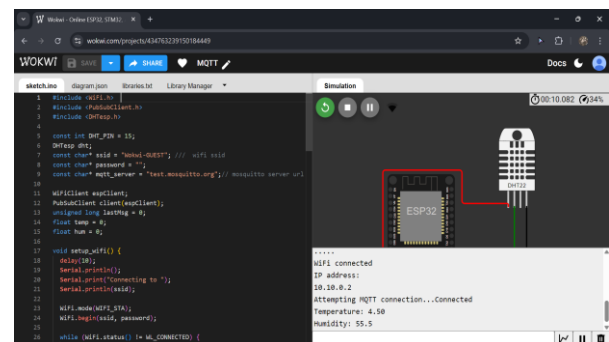 Wokwi - Online ESP32, STM32,
wokwi.com/projects/434763239150184449
WOKWI SAVE SHARE MQTT Docs
sketch.ino diagram.json libraries.txt Library Manager
1 #include <WiFi.h>
2 #include <PubSubClient.h>
3 #include <DHTesp.h>
4
5 const int DHT_PIN = 15;
6 DHTesp dht;
7 const char* ssid = "Wokwi-GUEST"; /// wifi ssid
8 const char* password = "";
9 const char* mqtt_server = "test.mosquitto.org";// mosquitto server url
10
11 WiFiClient espClient;
12 PubSubClient client(espClient);
13 unsigned long lastMsg = 0;
14 float temp = 0;
15 float hum = 0;
16
17 void setup_wifi() {
18 delay(10);
19 Serial.println();
20 Serial.print("Connecting to ");
21 Serial.println(ssid);
22
23 WiFi.mode(WIFI_STA);
24 WiFi.begin(ssid, password);
25
26 while (WiFi.status() != WL_CONNECTED) {
Simulation
00:10.082 34%
DHT22
ESP32
.....
WiFi connected
IP address:
10.10.0.2
Attempting MQTT connection...Connected
Temperature: 4.50
Humidity: 55.5